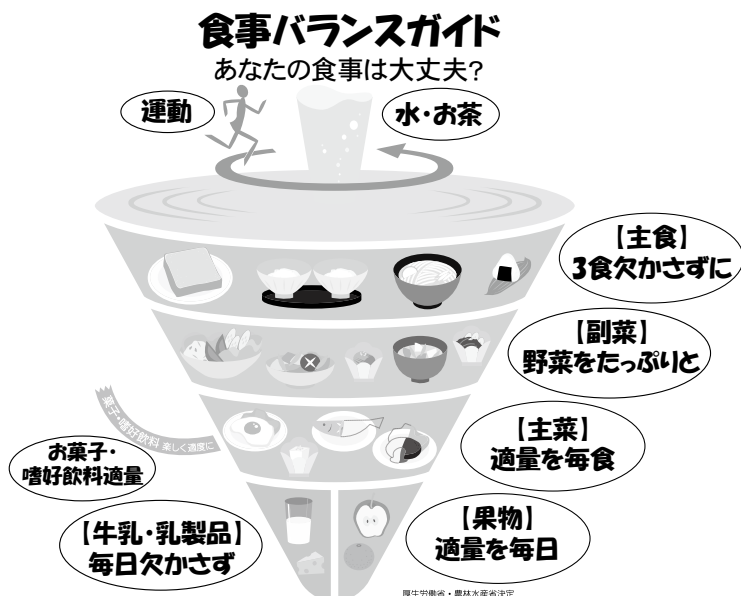 食事バランスガイド
あなたの食事は大丈夫?
運動
水・お茶
【主食】
3食欠かさずに
【副菜】
野菜をたっぷりと
菓子・嗜好飲料 楽しく適度に
【主菜】
適量を毎食
お菓子・
嗜好飲料適量
【牛乳・乳製品】
毎日欠かさず
【果物】
適量を毎日
厚生労働省・農林水産省決定